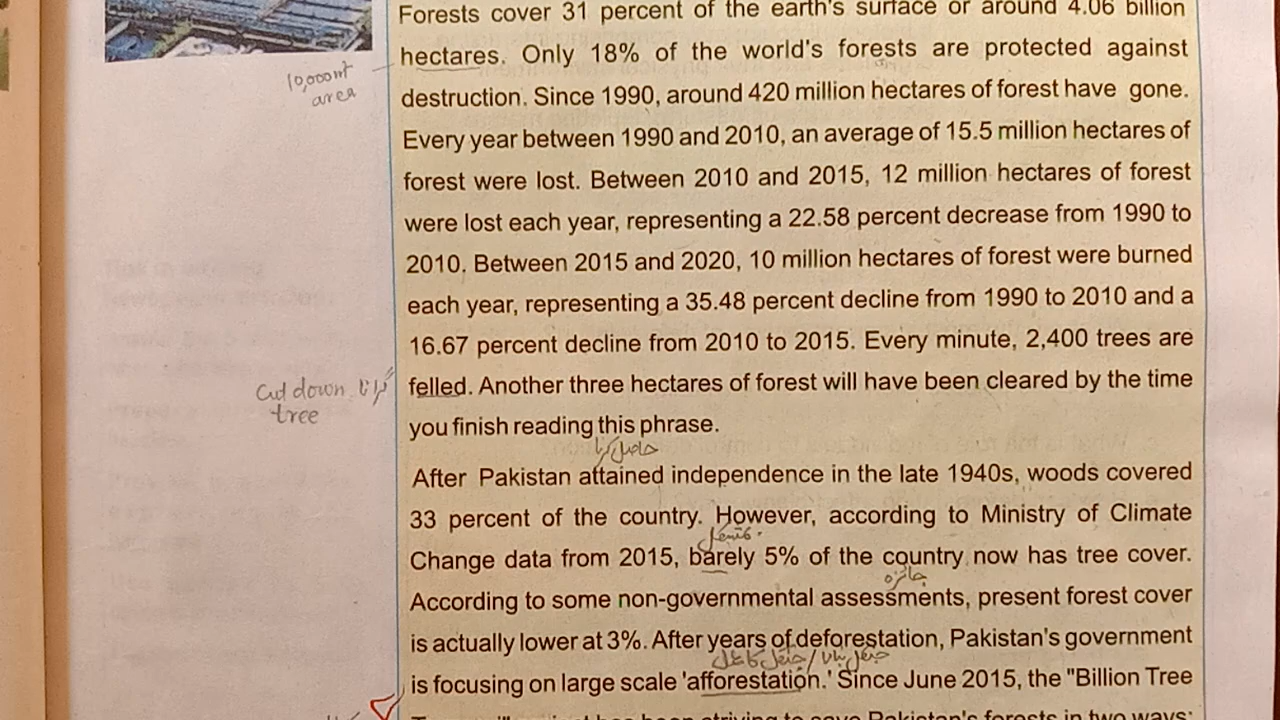 Forests cover 31 percent of the earth's surface or around 4.06 billion
hectares. Only 18% of the world's forests are protected against
10,000m² area
destruction. Since 1990, around 420 million hectares of forest have gone.
Every year between 1990 and 2010, an average of 15.5 million hectares of
forest were lost. Between 2010 and 2015, 12 million hectares of forest
were lost each year, representing a 22.58 percent decrease from 1990 to
2010. Between 2015 and 2020, 10 million hectares of forest were burned
each year, representing a 35.48 percent decline from 1990 to 2010 and a
16.67 percent decline from 2010 to 2015. Every minute, 2,400 trees are
felled. Another three hectares of forest will have been cleared by the time
cut down
tree
you finish reading this phrase.
حاصل کرنا
After Pakistan attained independence in the late 1940s, woods covered
33 percent of the country. However, according to Ministry of Climate
Change data from 2015, barely 5% of the country now has tree cover.
جائزہ
According to some non-governmental assessments, present forest cover
is actually lower at 3%. After years of deforestation, Pakistan's government
is focusing on large scale 'afforestation.' Since June 2015, the "Billion Tree